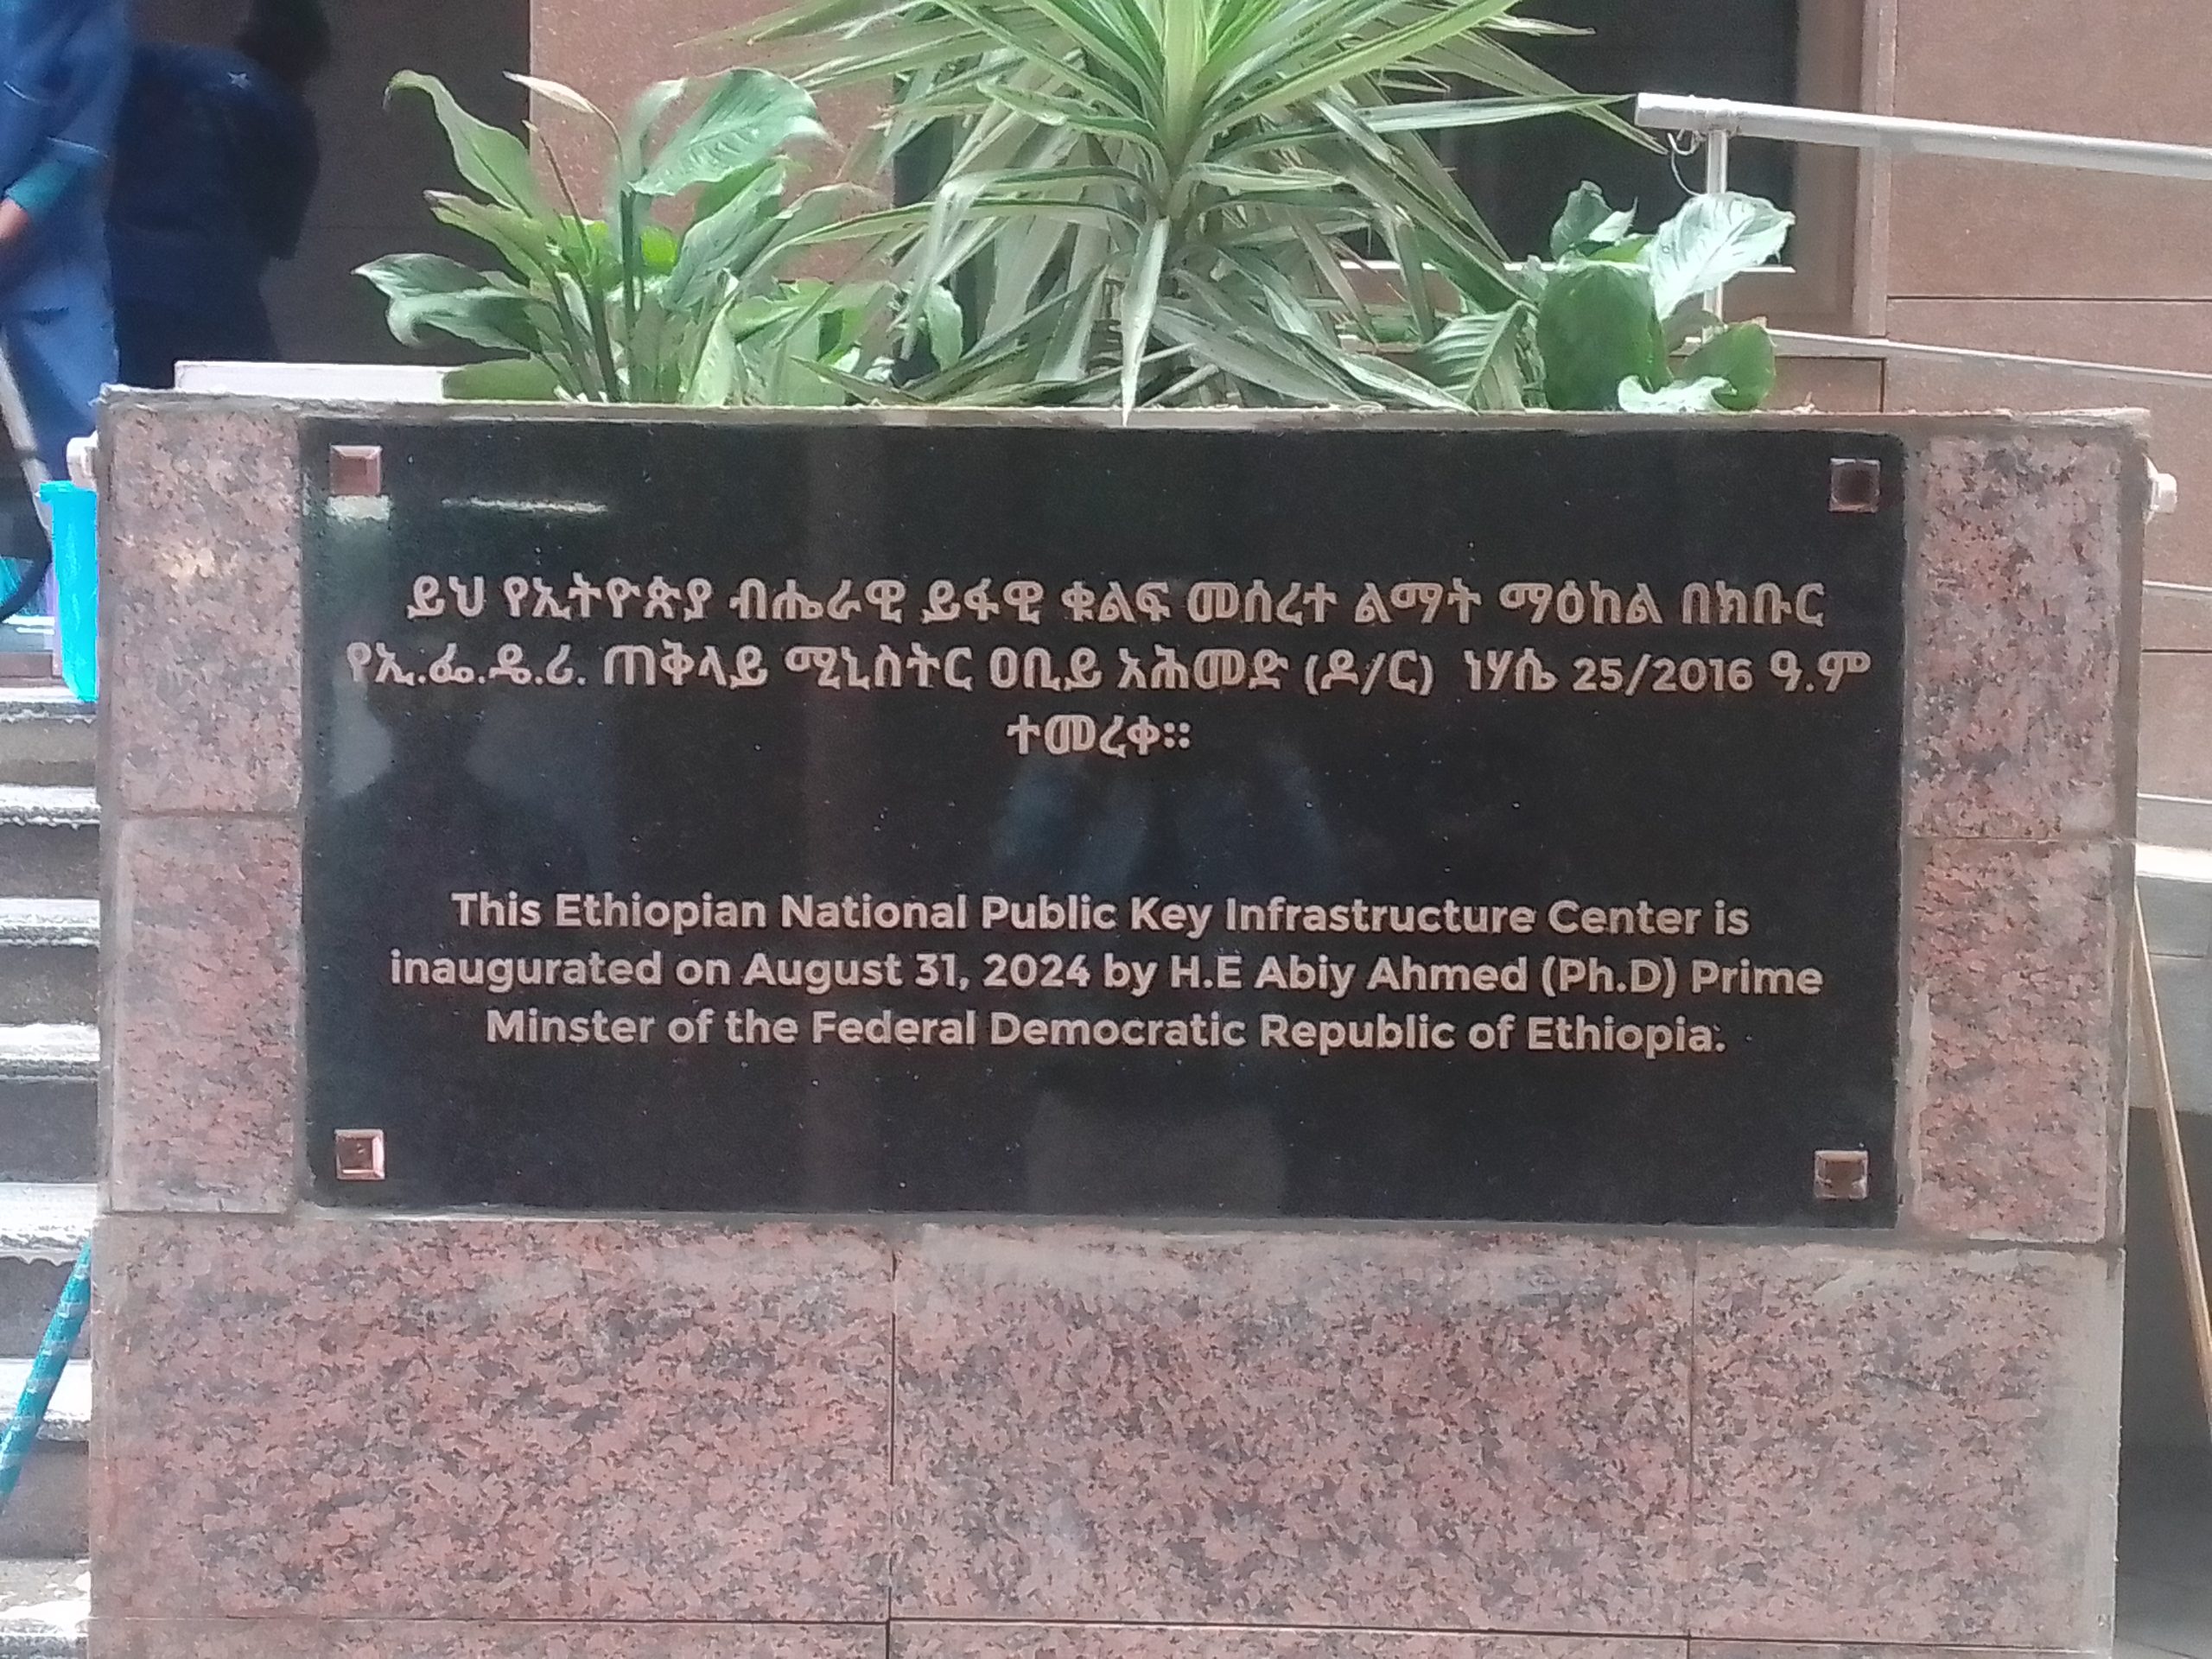 ይህ የኢትዮጵያ ብሔራዊ ይፋዊ ቁልፍ መሰረተ ልማት ማዕከል በክቡር
የኢ.ፌ.ዴ.ሪ. ጠቅላይ ሚኒስትር ዐቢይ አሕመድ (ዶ/ር) ነሃሴ 25/2016 ዓ.ም
ተመረቀ።
This Ethiopian National Public Key Infrastructure Center is
inaugurated on August 31, 2024 by H.E Abiy Ahmed (Ph.D) Prime
Minster of the Federal Democratic Republic of Ethiopia.